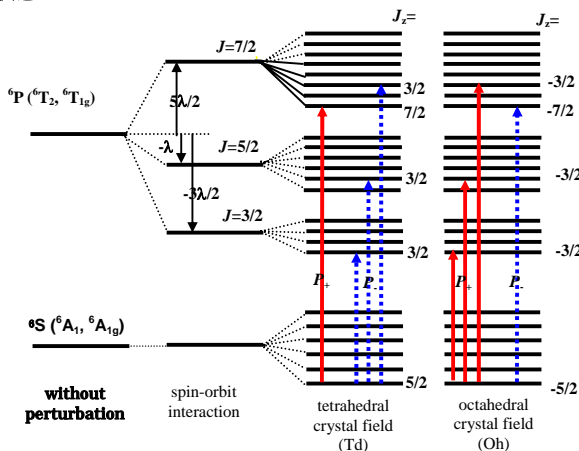 J_z=
J_z=
J=7/2
⁶P (⁶T₂, ⁶T₁g)
5λ/2
3/2
7/2
-3/2
-7/2
-λ
J=5/2
-3λ/2
3/2
-3/2
J=3/2
3/2
-3/2
P₊
P₋
P₊
P₋
⁶S (⁶A₁, ⁶A₁g)
5/2
-5/2
without
perturbation
spin-orbit
interaction
tetrahedral
crystal field
(Td)
octahedral
crystal field
(Oh)